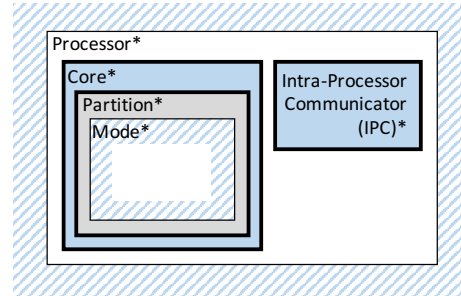 Processor*
Core*
Partition*
Mode*
Intra-Processor
Communicator
(IPC)*